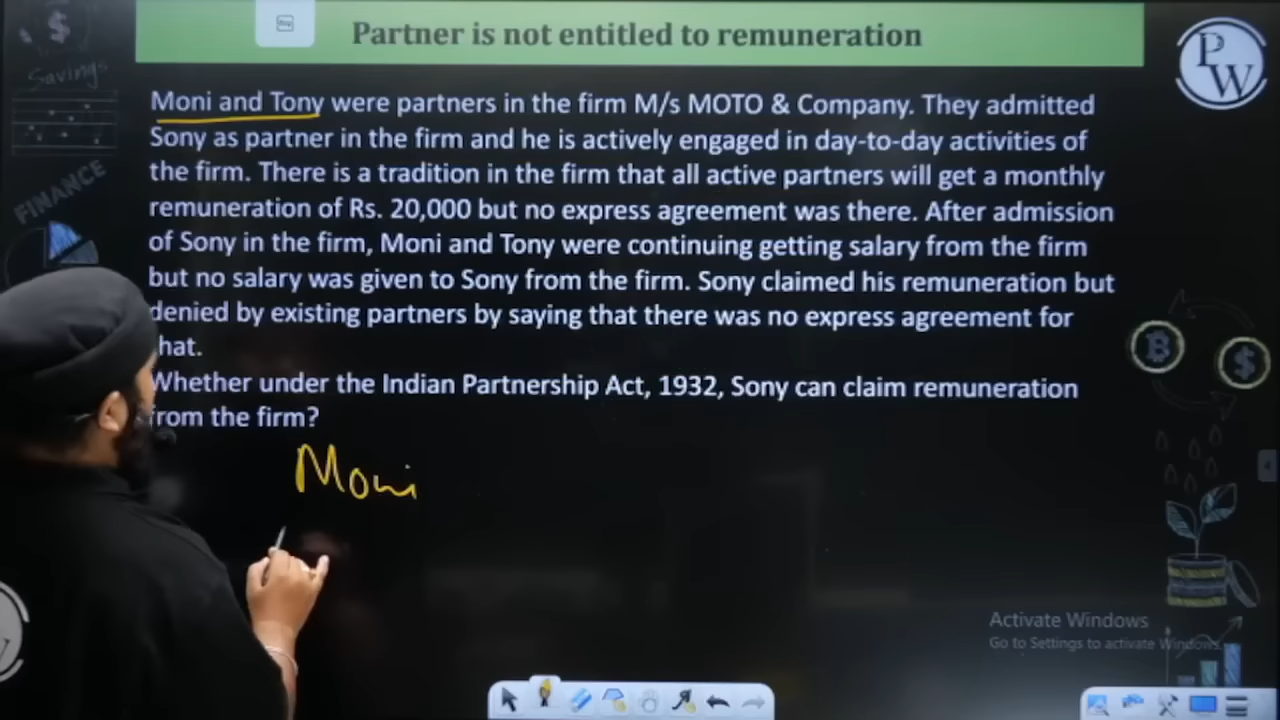 Partner is not entitled to remuneration
P
W
Savings
FINANCE
Moni and Tony were partners in the firm M/s MOTO & Company. They admitted
Sony as partner in the firm and he is actively engaged in day-to-day activities of
the firm. There is a tradition in the firm that all active partners will get a monthly
remuneration of Rs. 20,000 but no express agreement was there. After admission
of Sony in the firm, Moni and Tony were continuing getting salary from the firm
but no salary was given to Sony from the firm. Sony claimed his remuneration but
denied by existing partners by saying that there was no express agreement for
hat.
Whether under the Indian Partnership Act, 1932, Sony can claim remuneration
from the firm?
Moni
Activate Windows
Go to Settings to activate Windows.